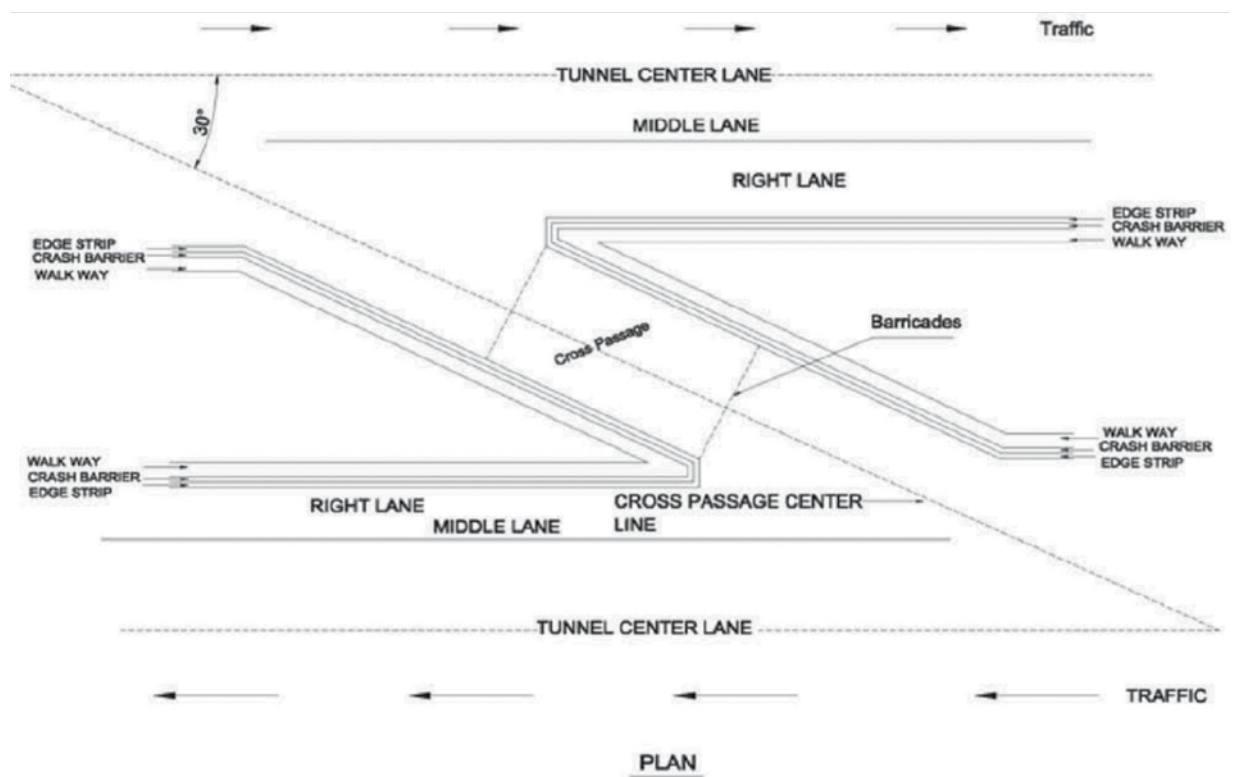 Traffic
TUNNEL CENTER LANE
30°
MIDDLE LANE
RIGHT LANE
EDGE STRIP
CRASH BARRIER
WALK WAY
EDGE STRIP
CRASH BARRIER
WALK WAY
Barricades
Cross Passage
WALK WAY
CRASH BARRIER
EDGE STRIP
WALK WAY
CRASH BARRIER
EDGE STRIP
RIGHT LANE
CROSS PASSAGE CENTER
LINE
MIDDLE LANE
TUNNEL CENTER LANE
TRAFFIC
PLAN